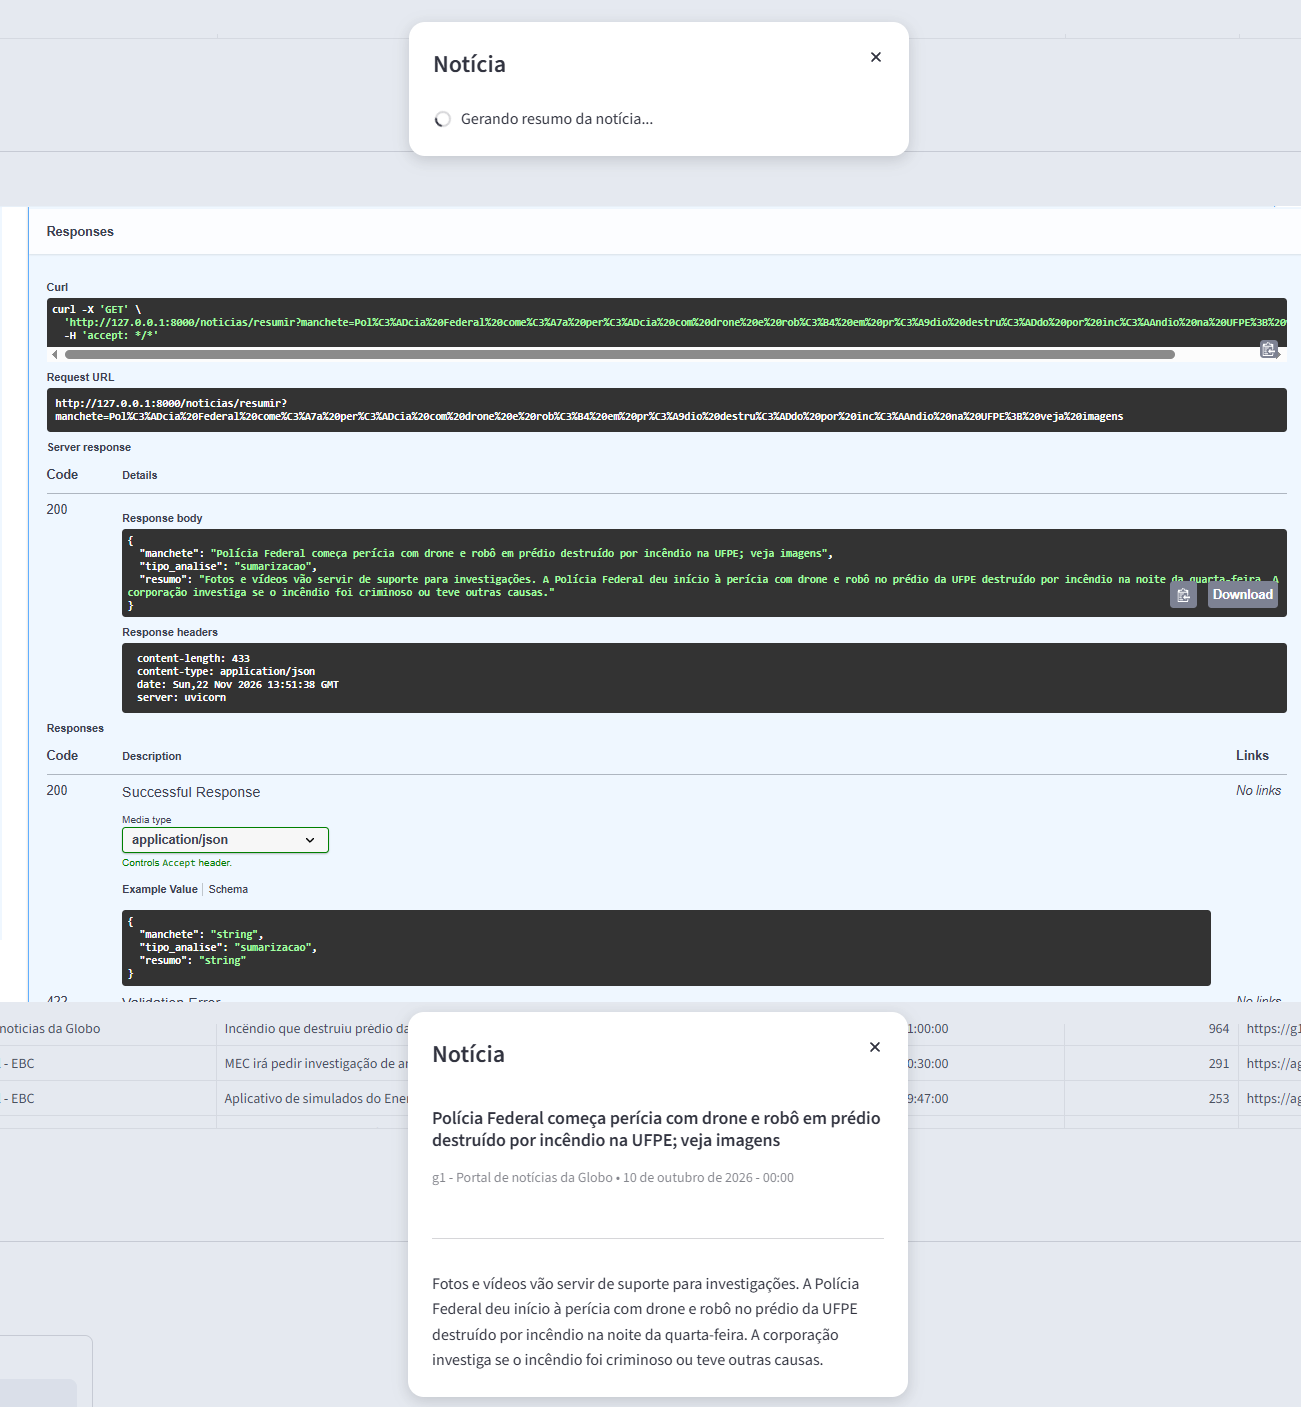 Notícia
×
Gerando resumo da notícia...
Responses
Curl
curl -X 'GET' \
'http://127.0.0.1:8000/noticias/resumir?manchete=Pol%C3%ADcia%20Federal%20come%C3%A7a%20per%C3%ADcia%20com%20drone%20e%20rob%C3%B4%20em%20pr%C3%A9dio%20destru%C3%ADdo%20por%20inc%C3%AAndio%20na%20UFPE%3B%20
-H 'accept: */*'
Request URL
http://127.0.0.1:8000/noticias/resumir?
manchete=Pol%C3%ADcia%20Federal%20come%C3%A7a%20per%C3%ADcia%20com%20drone%20e%20rob%C3%B4%20em%20pr%C3%A9dio%20destru%C3%ADdo%20por%20inc%C3%AAndio%20na%20UFPE%3B%20veja%20imagens
Server response
Code Details
200
Response body
{
"manchete": "Polícia Federal começa perícia com drone e robô em prédio destruído por incêndio na UFPE; veja imagens",
"tipo_analise": "sumarizacao",
"resumo": "Fotos e vídeos vão servir de suporte para investigações. A Polícia Federal deu início à perícia com drone e robô no prédio da UFPE destruído por incêndio na noite da quarta-feira. A
corporação investiga se o incêndio foi criminoso ou teve outras causas."
}
Download
Response headers
content-length: 433
content-type: application/json
date: Sun,22 Nov 2026 13:51:38 GMT
server: uvicorn
Responses
Code Description Links
200 Successful Response No links
Media type
application/json
Controls Accept header.
Example Value Schema
{
"manchete": "string",
"tipo_analise": "sumarizacao",
"resumo": "string"
}
422 Validation Error No links
noticias da Globo Incêndio que destruiu prédio da 1:00:00 964 https://g1
- EBC MEC irá pedir investigação de 0:30:00 291 https://ag
- EBC Aplicativo de simulados do Ene 9:47:00 253 https://ag
Notícia
×
Polícia Federal começa perícia com drone e robô em prédio
destruído por incêndio na UFPE; veja imagens
g1 - Portal de notícias da Globo • 10 de outubro de 2026 - 00:00
Fotos e vídeos vão servir de suporte para investigações. A Polícia
Federal deu início à perícia com drone e robô no prédio da UFPE
destruído por incêndio na noite da quarta-feira. A corporação
investiga se o incêndio foi criminoso ou teve outras causas.